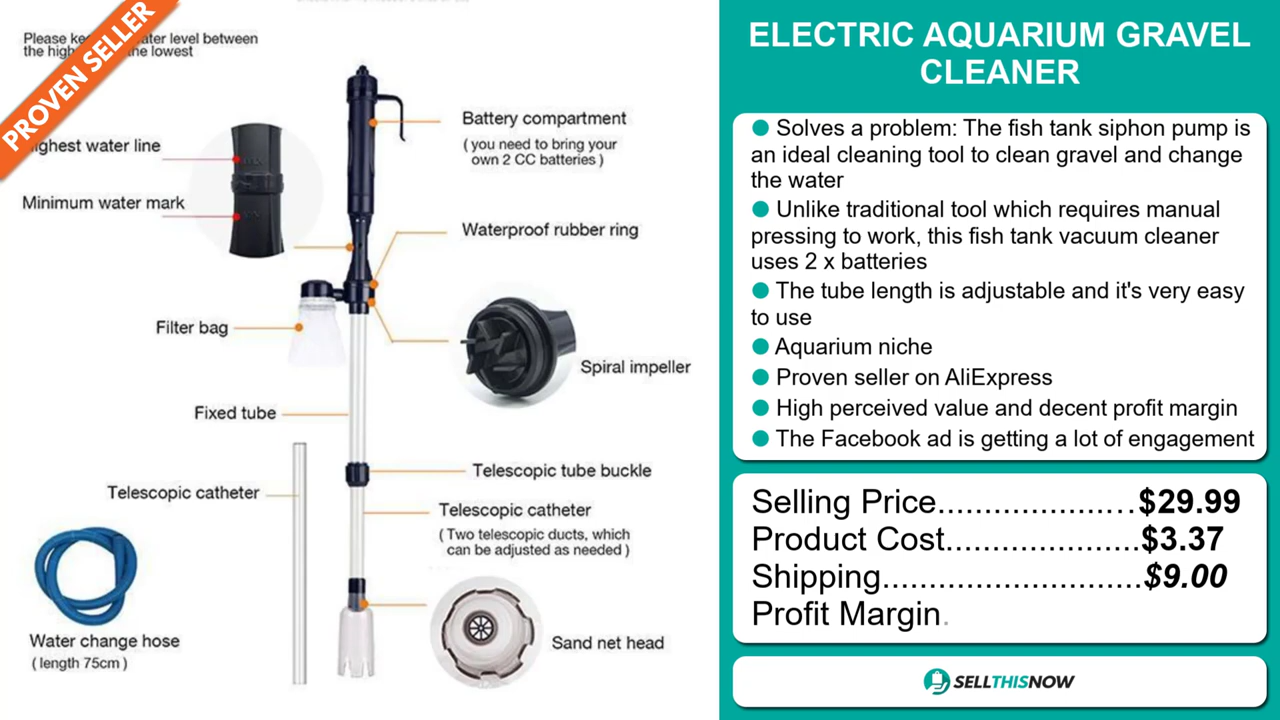 PROVEN SELLER
Please ke ater level between
the hig the lowest
ighest water line
Minimum water mark
Battery compartment
( you need to bring your
own 2 CC batteries )
Waterproof rubber ring
Filter bag
Spiral impeller
Fixed tube
Telescopic tube buckle
Telescopic catheter
Telescopic catheter
( Two telescopic ducts, which
can be adjusted as needed )
Water change hose
( length 75cm )
Sand net head
ELECTRIC AQUARIUM GRAVEL
CLEANER
● Solves a problem: The fish tank siphon pump is
an ideal cleaning tool to clean gravel and change
the water
● Unlike traditional tool which requires manual
pressing to work, this fish tank vacuum cleaner
uses 2 x batteries
● The tube length is adjustable and it's very easy
to use
● Aquarium niche
● Proven seller on AliExpress
● High perceived value and decent profit margin
● The Facebook ad is getting a lot of engagement
Selling Price......................$29.99
Product Cost.....................$3.37
Shipping............................$9.00
Profit Margin.
SELLTHISNOW